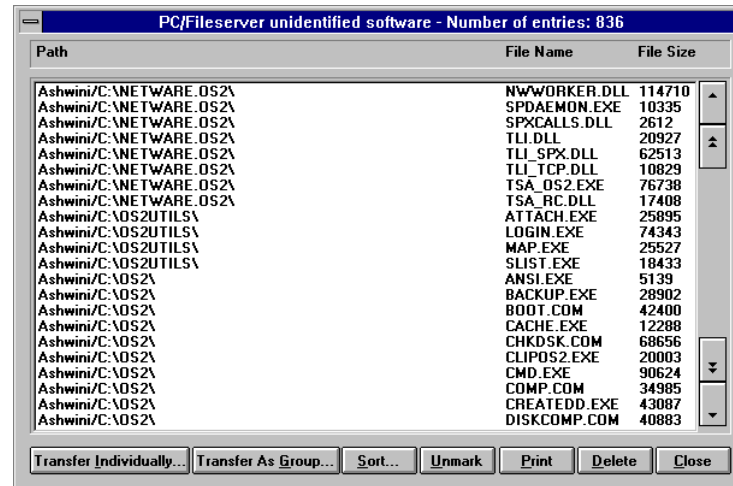 PC/Fileserver unidentified software - Number of entries: 836
Path File Name File Size
Ashwini/C:\NETWARE.OS2\ NWWORKER.DLL 114710
Ashwini/C:\NETWARE.OS2\ SPDAEMON.EXE 10335
Ashwini/C:\NETWARE.OS2\ SPXCALLS.DLL 2612
Ashwini/C:\NETWARE.OS2\ TLI.DLL 20927
Ashwini/C:\NETWARE.OS2\ TLI_SPX.DLL 62513
Ashwini/C:\NETWARE.OS2\ TLI_TCP.DLL 10829
Ashwini/C:\NETWARE.OS2\ TSA_OS2.EXE 76738
Ashwini/C:\NETWARE.OS2\ TSA_RC.DLL 17408
Ashwini/C:\OS2UTILS\ ATTACH.EXE 25895
Ashwini/C:\OS2UTILS\ LOGIN.EXE 74343
Ashwini/C:\OS2UTILS\ MAP.EXE 25527
Ashwini/C:\OS2UTILS\ SLIST.EXE 18433
Ashwini/C:\OS2\ ANSI.EXE 5139
Ashwini/C:\OS2\ BACKUP.EXE 28902
Ashwini/C:\OS2\ BOOT.COM 42400
Ashwini/C:\OS2\ CACHE.EXE 12288
Ashwini/C:\OS2\ CHKDSK.COM 68656
Ashwini/C:\OS2\ CLIPOS2.EXE 20003
Ashwini/C:\OS2\ CMD.EXE 90624
Ashwini/C:\OS2\ COMP.COM 34985
Ashwini/C:\OS2\ CREATEDD.EXE 43087
Ashwini/C:\OS2\ DISKCOMP.COM 40883
Transfer Individually... Transfer As Group... Sort... Unmark Print Delete Close